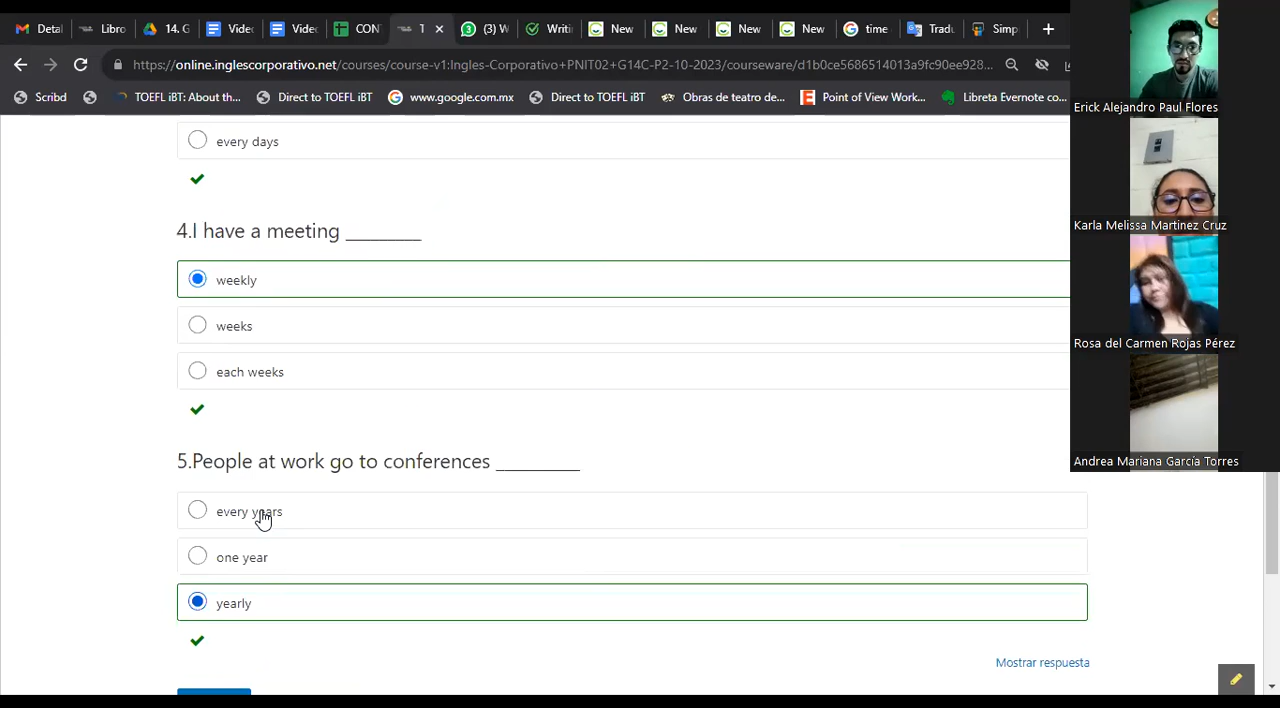 Detal
Libro
14. G
Videc
Videc
CON
1
(3) W
Writi
New
New
New
New
time
Tradu
Simp
https://online.inglescorporativo.net/courses/course-v1:Ingles-Corporativo+PNIT02+G14C-P2-10-2023/courseware/d1b0ce5686514013a9fc90ee928...
Scribd
TOEFL iBT: About th...
Direct to TOEFL iBT
www.google.com.mx
Direct to TOEFL iBT
Obras de teatro de...
Point of View Work...
Libreta Evernote co...
Erick Alejandro Paul Flores
Karla Melissa Martinez Cruz
Rosa del Carmen Rojas Pérez
Andrea Mariana García Torres
every days
4.I have a meeting ________
weekly
weeks
each weeks
5.People at work go to conferences _________
every years
one year
yearly
Mostrar respuesta